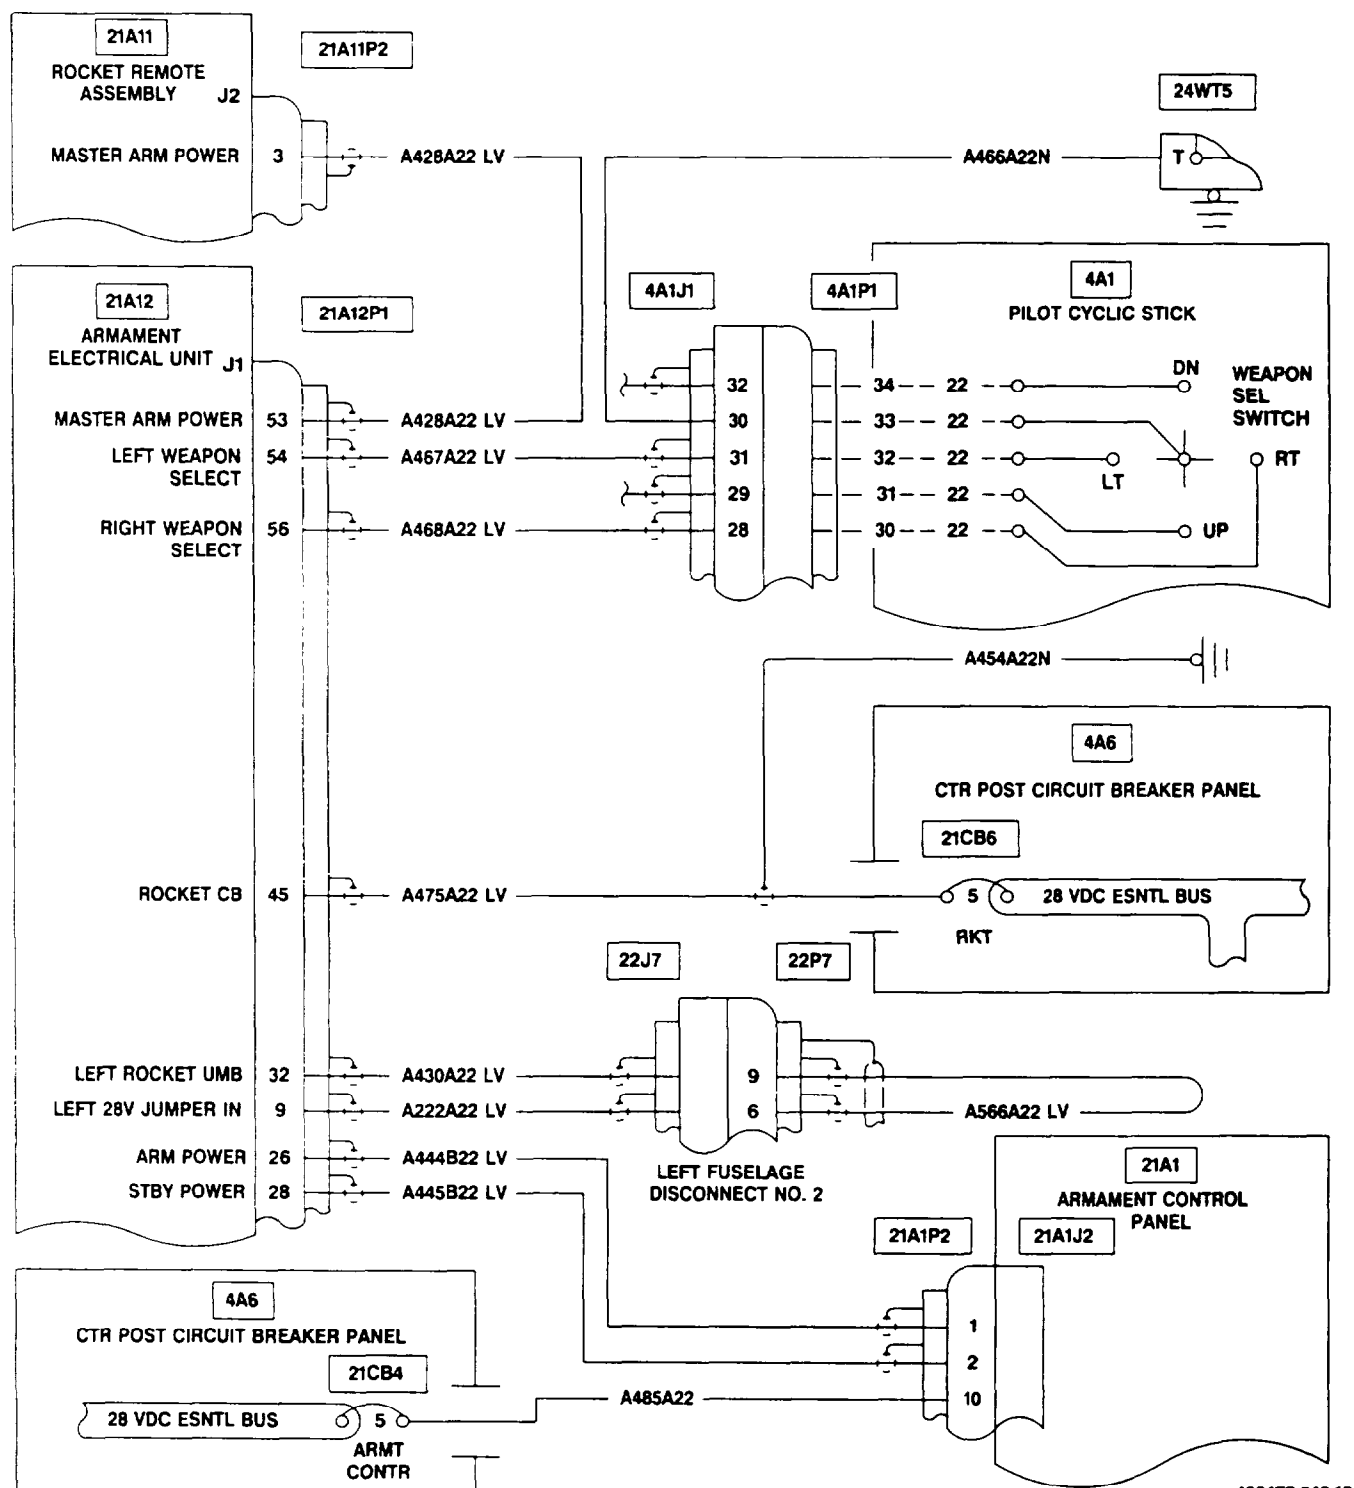 21A11
21A11P2
ROCKET REMOTE
ASSEMBLY
J2
MASTER ARM POWER 3 A428A22 LV
24WT5
A466A22N
T
21A12
21A12P1
ARMAMENT
ELECTRICAL UNIT
J1
4A1J1
4A1P1
4A1
PILOT CYCLIC STICK
32 34 22 DN
WEAPON
SEL
SWITCH
MASTER ARM POWER 53 A428A22 LV 30 33 22
LEFT WEAPON
SELECT
54 A467A22 LV 31 32 22 LT RT
29 31 22
RIGHT WEAPON
SELECT
56 A468A22 LV 28 30 22 UP
A454A22N
4A6
CTR POST CIRCUIT BREAKER PANEL
21CB6
ROCKET CB 45 A475A22 LV 5 28 VDC ESNTL BUS
RKT
22J7
22P7
LEFT ROCKET UMB 32 A430A22 LV 9
LEFT 28V JUMPER IN 9 A222A22 LV 6 A566A22 LV
ARM POWER 26 A444B22 LV
STBY POWER 28 A445B22 LV
LEFT FUSELAGE
DISCONNECT NO. 2
21A1
ARMAMENT CONTROL
PANEL
21A1P2
21A1J2
1
2
10
4A6
CTR POST CIRCUIT BREAKER PANEL
21CB4
28 VDC ESNTL BUS 5 A485A22
ARMT
CONTR